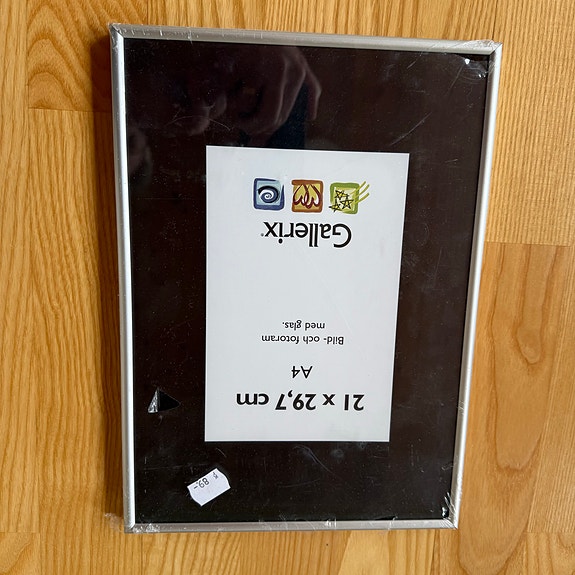 Gallerix®
Bild- och fotoram
med glas.
A4
21 x 29,7 cm
89:-